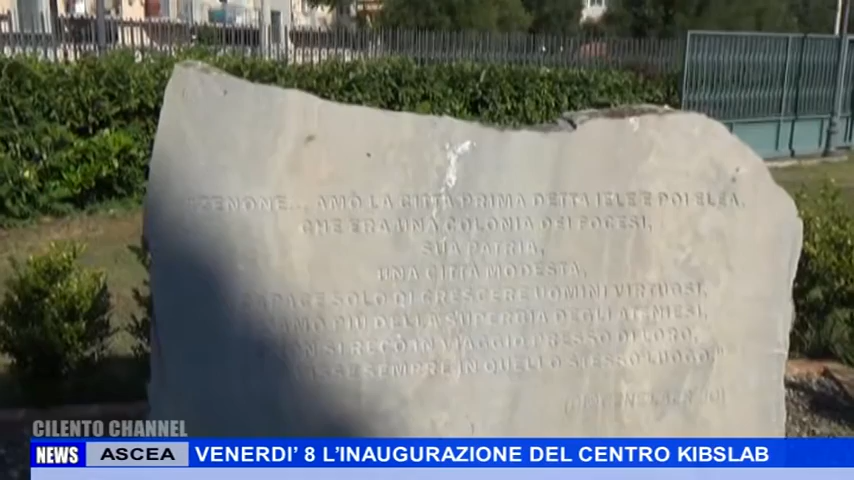 "ZENONE... AMÒ LA CITTÀ PRIMA DETTA IELE E POI ELEA,
CHE ERA UNA COLONIA DEI FOCESI,
SUA PATRIA,
UNA CITTÀ MODESTA,
CAPACE SOLO DI CRESCERE UOMINI VIRTUOSI,
AMÒ PIÙ DELLA SUPERBIA DEGLI ATENIESI,
NON SI RECÒ IN VIAGGIO PRESSO DI LORO,
SEMPRE IN QUELLO STESSO LUOGO..."
CILENTO CHANNEL
NEWS ASCEA VENERDI' 8 L'INAUGURAZIONE DEL CENTRO KIBSLAB